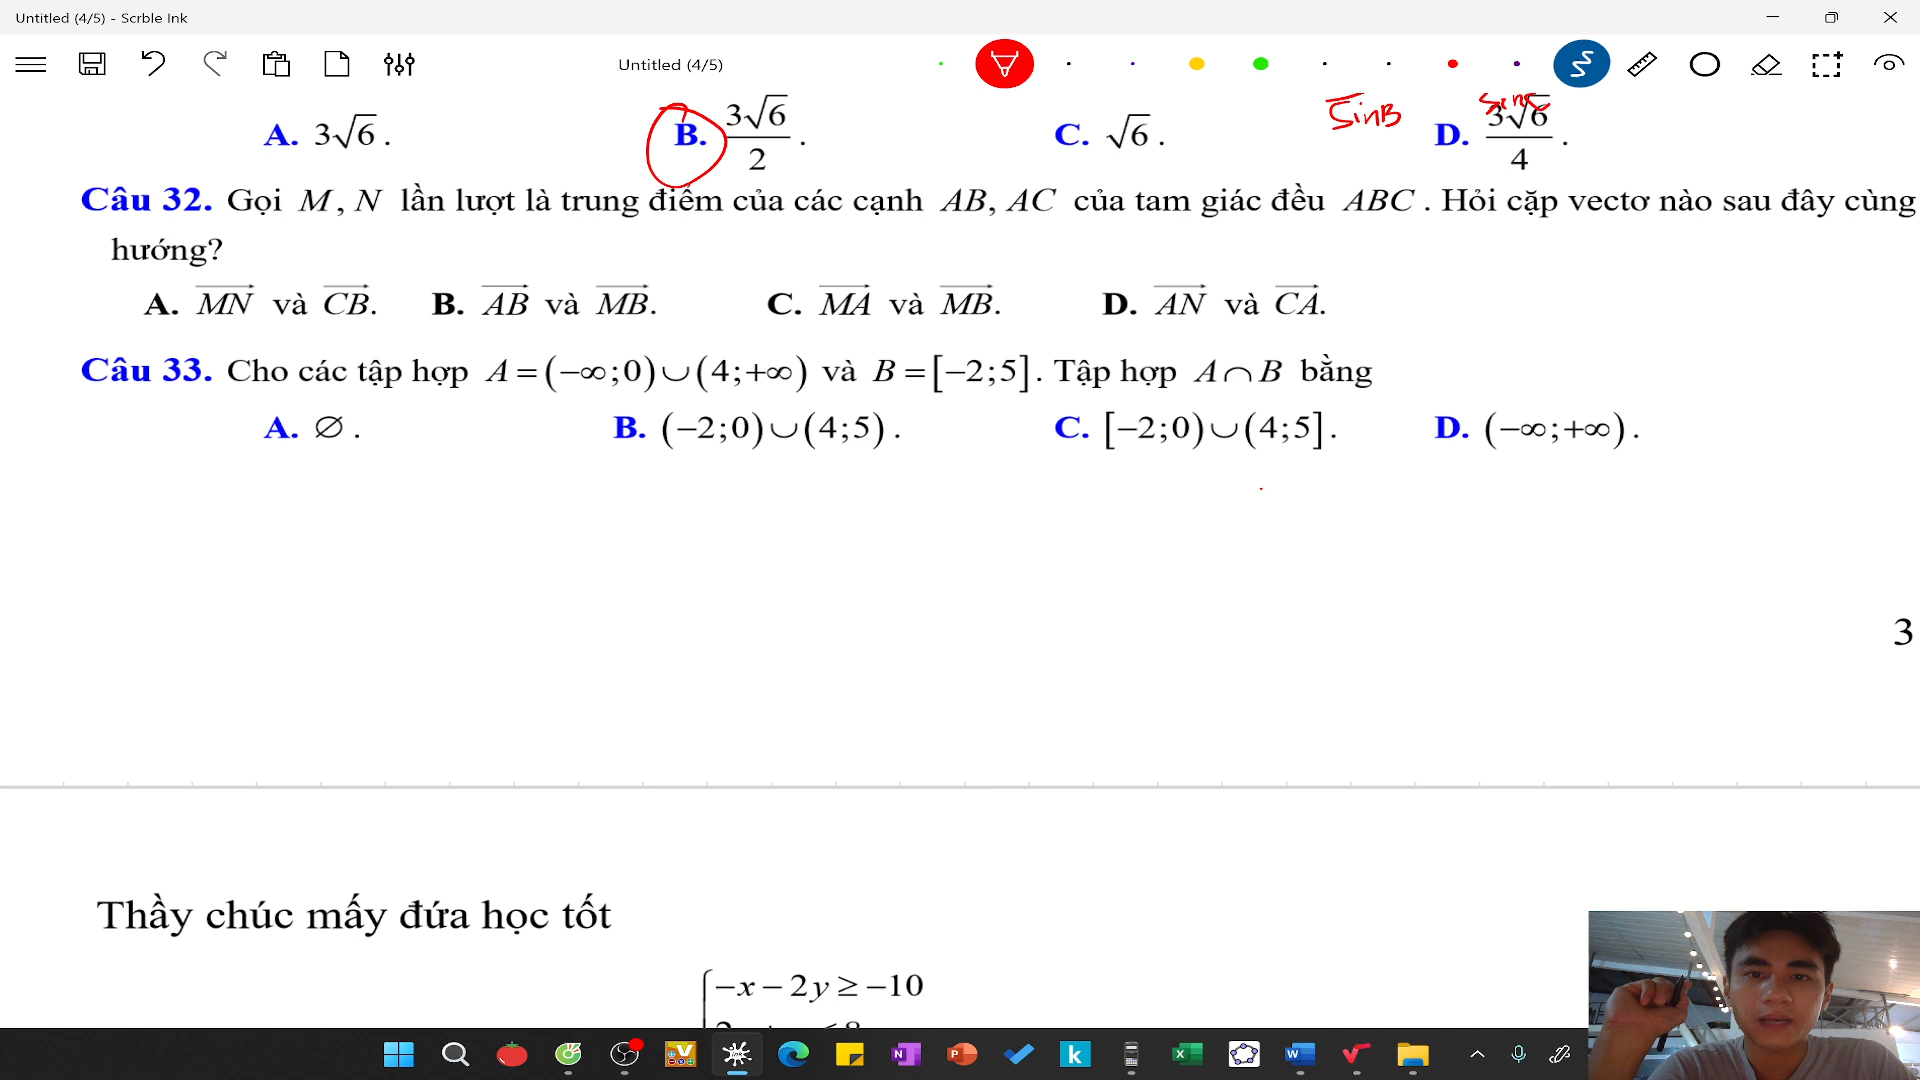 Untitled (4/5) - Scrble Ink
Untitled (4/5)
SinB
sinC
A. 3√6 . B. 3√6/2 . C. √6 . D. 3√6/4 .
Câu 32. Gọi M, N lần lượt là trung điểm của các cạnh AB, AC của tam giác đều ABC . Hỏi cặp vectơ nào sau đây cùng
hướng?
A. MN⃗ và CB⃗. B. AB⃗ và MB⃗. C. MA⃗ và MB⃗. D. AN⃗ và CA⃗.
Câu 33. Cho các tập hợp A = (−∞;0) ∪ (4;+∞) và B = [−2;5]. Tập hợp A ∩ B bằng
A. ∅ . B. (−2;0) ∪ (4;5) . C. [−2;0) ∪ (4;5]. D. (−∞;+∞) .
3
Thầy chúc mấy đứa học tốt
{−x − 2y ≥ −10